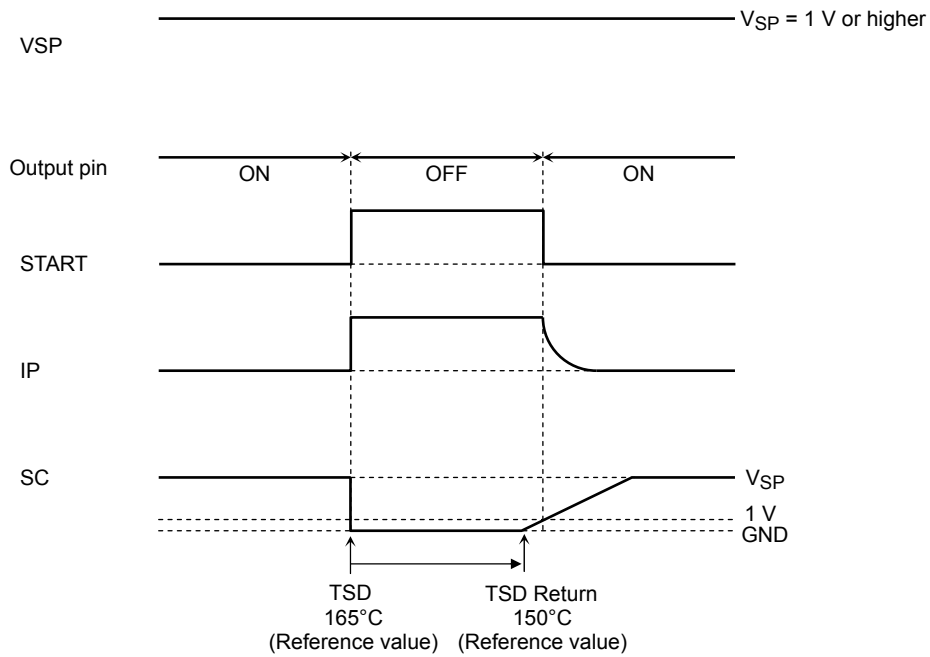 VSP
V_SP = 1 V or higher
Output pin
ON
OFF
ON
START
IP
SC
V_SP
1 V
GND
TSD
165°C
(Reference value)
TSD Return
150°C
(Reference value)